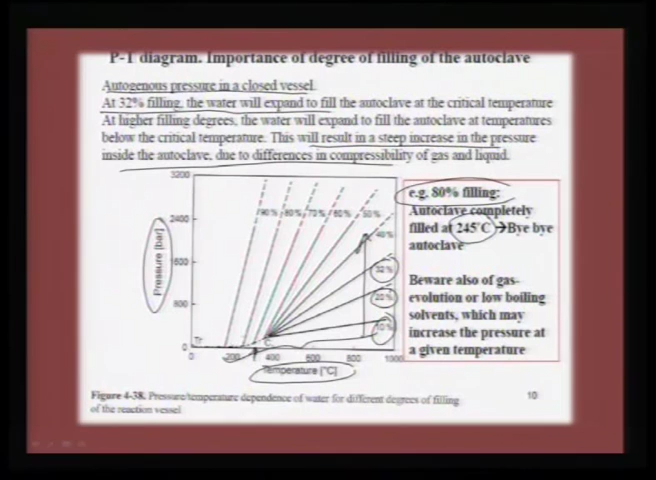 P-T diagram. Importance of degree of filling of the autoclave
Autogenous pressure in a closed vessel.
At 32% filling, the water will expand to fill the autoclave at the critical temperature
At higher filling degrees, the water will expand to fill the autoclave at temperatures
below the critical temperature. This will result in a steep increase in the pressure
inside the autoclave, due to differences in compressibility of gas and liquid.
3200
2400
1600
800
0
Pressure [bar]
90% 80% 70% 60% 50%
40%
32%
20%
10%
Tr
C
0 200 400 600 800 1000
Temperature [°C]
e.g. 80% filling:
Autoclave completely
filled at 245°C →Bye bye
autoclave
Beware also of gas-
evolution or low boiling
solvents, which may
increase the pressure at
a given temperature
Figure 4-38. Pressure/temperature dependence of water for different degrees of filling
of the reaction vessel
10